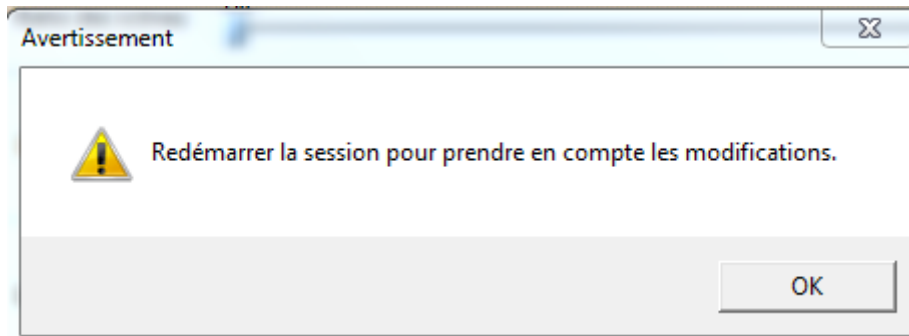 Avertissement
Redémarrer la session pour prendre en compte les modifications.
OK